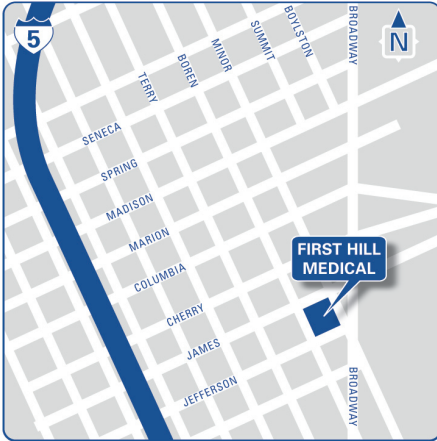 5
N
BROADWAY
BOYLSTON
SUMMIT
MINOR
BOREN
TERRY
SENECA
SPRING
MADISON
MARION
COLUMBIA
CHERRY
JAMES
JEFFERSON
FIRST HILL
MEDICAL
BROADWAY